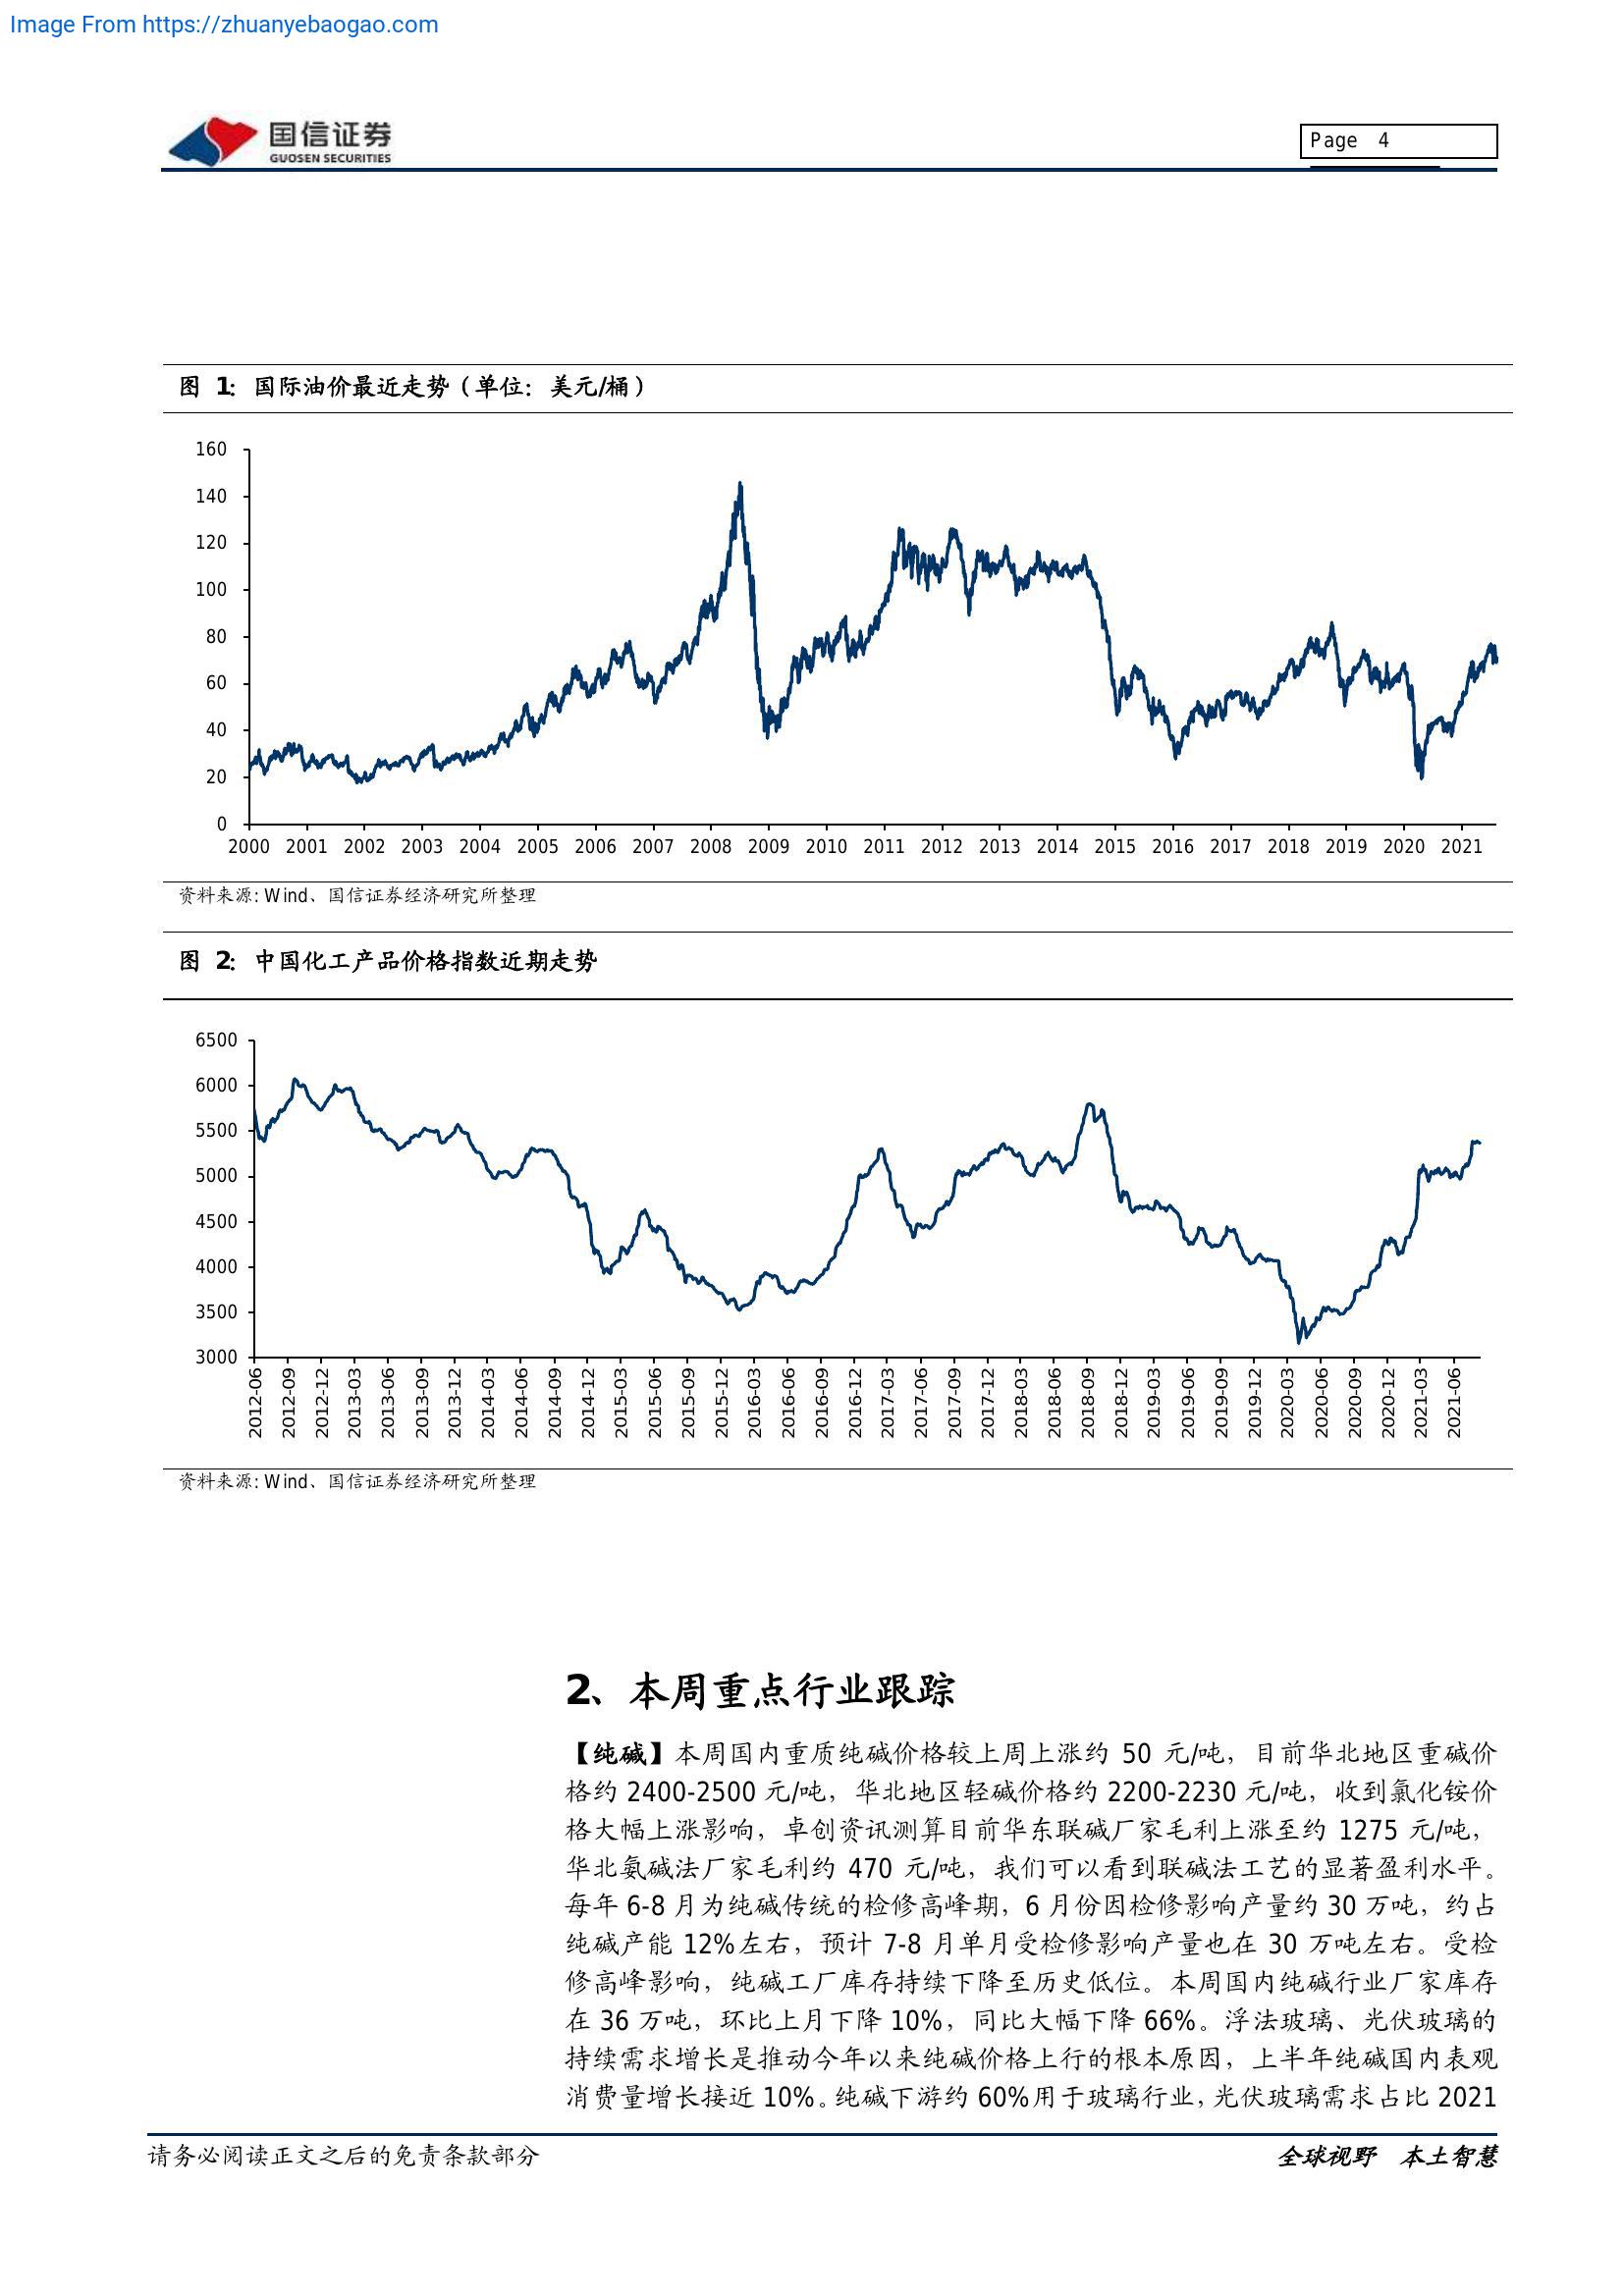 Image From https://zhuanyebaogao.com
国信证券
GUOSEN SECURITIES
Page 4
图 1: 国际油价最近走势（单位：美元/桶）
160
140
120
100
80
60
40
20
0
2000 2001 2002 2003 2004 2005 2006 2007 2008 2009 2010 2011 2012 2013 2014 2015 2016 2017 2018 2019 2020 2021
资料来源: Wind、国信证券经济研究所整理
图 2: 中国化工产品价格指数近期走势
6500
6000
5500
5000
4500
4000
3500
3000
2012-06 2012-09 2012-12 2013-03 2013-06 2013-09 2013-12 2014-03 2014-06 2014-09 2014-12 2015-03 2015-06 2015-09 2015-12 2016-03 2016-06 2016-09 2016-12 2017-03 2017-06 2017-09 2017-12 2018-03 2018-06 2018-09 2018-12 2019-03 2019-06 2019-09 2019-12 2020-03 2020-06 2020-09 2020-12 2021-03 2021-06
资料来源: Wind、国信证券经济研究所整理
2、本周重点行业跟踪
【纯碱】本周国内重质纯碱价格较上周上涨约 50 元/吨，目前华北地区重碱价
格约 2400-2500 元/吨，华北地区轻碱价格约 2200-2230 元/吨，收到氯化铵价
格大幅上涨影响，卓创资讯测算目前华东联碱厂家毛利上涨至约 1275 元/吨，
华北氨碱法厂家毛利约 470 元/吨，我们可以看到联碱法工艺的显著盈利水平。
每年 6-8 月为纯碱传统的检修高峰期，6 月份因检修影响产量约 30 万吨，约占
纯碱产能 12%左右，预计 7-8 月单月受检修影响产量也在 30 万吨左右。受检
修高峰影响，纯碱工厂库存持续下降至历史低位。本周国内纯碱行业厂家库存
在 36 万吨，环比上月下降 10%，同比大幅下降 66%。浮法玻璃、光伏玻璃的
持续需求增长是推动今年以来纯碱价格上行的根本原因，上半年纯碱国内表观
消费量增长接近 10%。纯碱下游约 60%用于玻璃行业，光伏玻璃需求占比 2021
请务必阅读正文之后的免责条款部分
全球视野 本土智慧